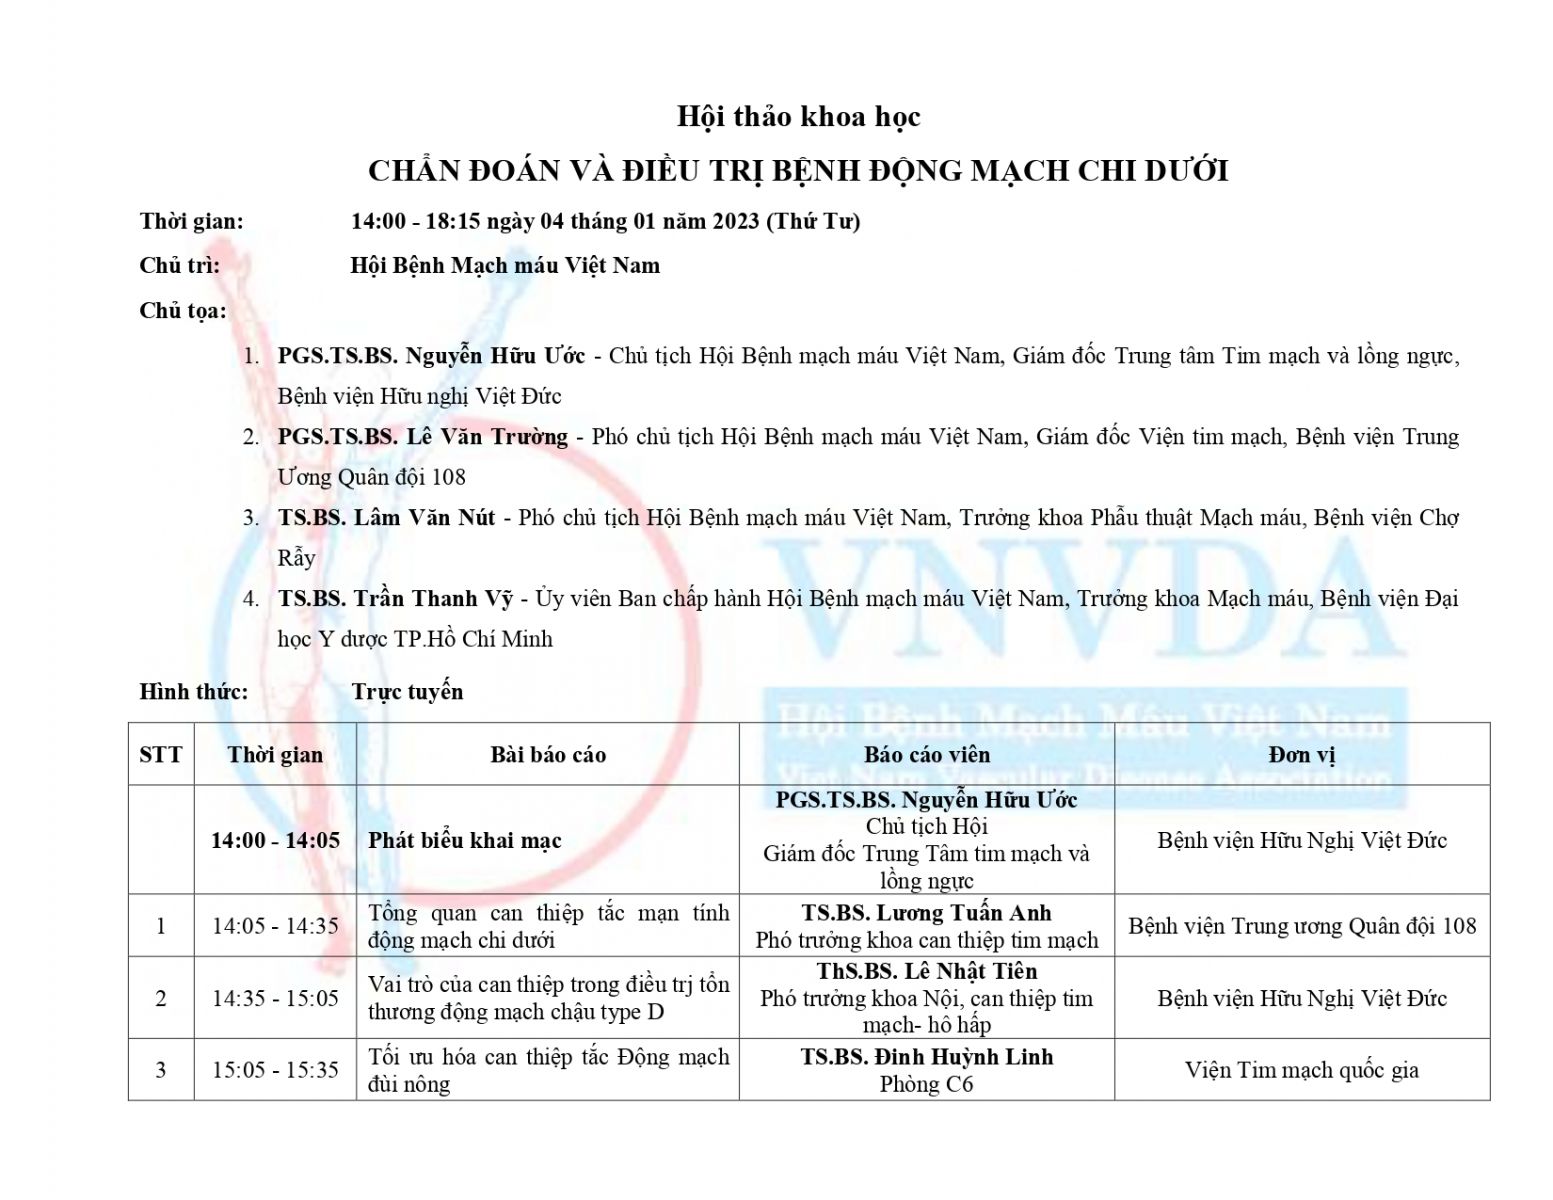 Hội thảo khoa học
CHẨN ĐOÁN VÀ ĐIỀU TRỊ BỆNH ĐỘNG MẠCH CHI DƯỚI
Thời gian: 14:00 - 18:15 ngày 04 tháng 01 năm 2023 (Thứ Tư)
Chủ trì: Hội Bệnh Mạch máu Việt Nam
Chủ tọa:
1. PGS.TS.BS. Nguyễn Hữu Ước - Chủ tịch Hội Bệnh mạch máu Việt Nam, Giám đốc Trung tâm Tim mạch và lồng ngực,
Bệnh viện Hữu nghị Việt Đức
2. PGS.TS.BS. Lê Văn Trường - Phó chủ tịch Hội Bệnh mạch máu Việt Nam, Giám đốc Viện tim mạch, Bệnh viện Trung
Ương Quân đội 108
3. TS.BS. Lâm Văn Nút - Phó chủ tịch Hội Bệnh mạch máu Việt Nam, Trưởng khoa Phẫu thuật Mạch máu, Bệnh viện Chợ
Rẫy
4. TS.BS. Trần Thanh Vỹ - Ủy viên Ban chấp hành Hội Bệnh mạch máu Việt Nam, Trưởng khoa Mạch máu, Bệnh viện Đại
học Y dược TP.Hồ Chí Minh
VNVDA
Hội Bệnh Mạch Máu Việt Nam
Viet Nam Vascular Disease Association
Hình thức: Trực tuyến
STT Thời gian Bài báo cáo Báo cáo viên Đơn vị
14:00 - 14:05 Phát biểu khai mạc
PGS.TS.BS. Nguyễn Hữu Ước
Chủ tịch Hội
Giám đốc Trung Tâm tim mạch và
lồng ngực
Bệnh viện Hữu Nghị Việt Đức
1 14:05 - 14:35
Tổng quan can thiệp tắc mạn tính
động mạch chi dưới
TS.BS. Lương Tuấn Anh
Phó trưởng khoa can thiệp tim mạch
Bệnh viện Trung ương Quân đội 108
2 14:35 - 15:05
Vai trò của can thiệp trong điều trị tổn
thương động mạch chậu type D
ThS.BS. Lê Nhật Tiên
Phó trưởng khoa Nội, can thiệp tim
mạch- hô hấp
Bệnh viện Hữu Nghị Việt Đức
3 15:05 - 15:35
Tối ưu hóa can thiệp tắc Động mạch
đùi nông
TS.BS. Đinh Huỳnh Linh
Phòng C6
Viện Tim mạch quốc gia